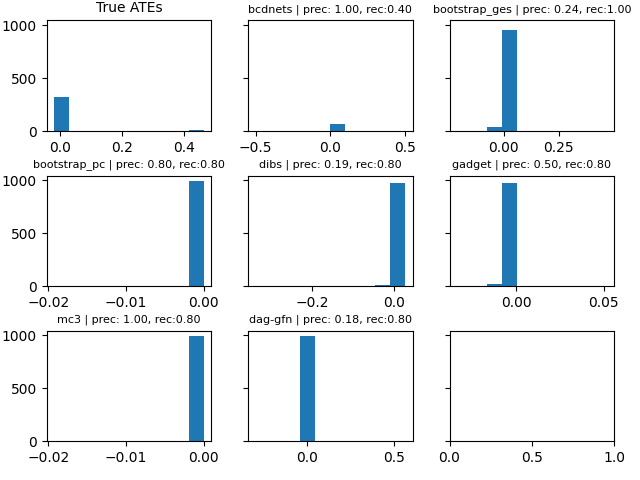 True ATEs
bcdnets | prec: 1.00, rec:0.40
bootstrap_ges | prec: 0.24, rec:1.00
1000
500
0
0.0 0.2 0.4
−0.5 0.0 0.5
0.00 0.25
bootstrap_pc | prec: 0.80, rec:0.80
dibs | prec: 0.19, rec:0.80
gadget | prec: 0.50, rec:0.80
1000
500
0
−0.02 −0.01 0.00
−0.2 0.0
0.00 0.05
mc3 | prec: 1.00, rec:0.80
dag-gfn | prec: 0.18, rec:0.80
1000
500
0
−0.02 −0.01 0.00
0.0 0.5
0.0 0.5 1.0